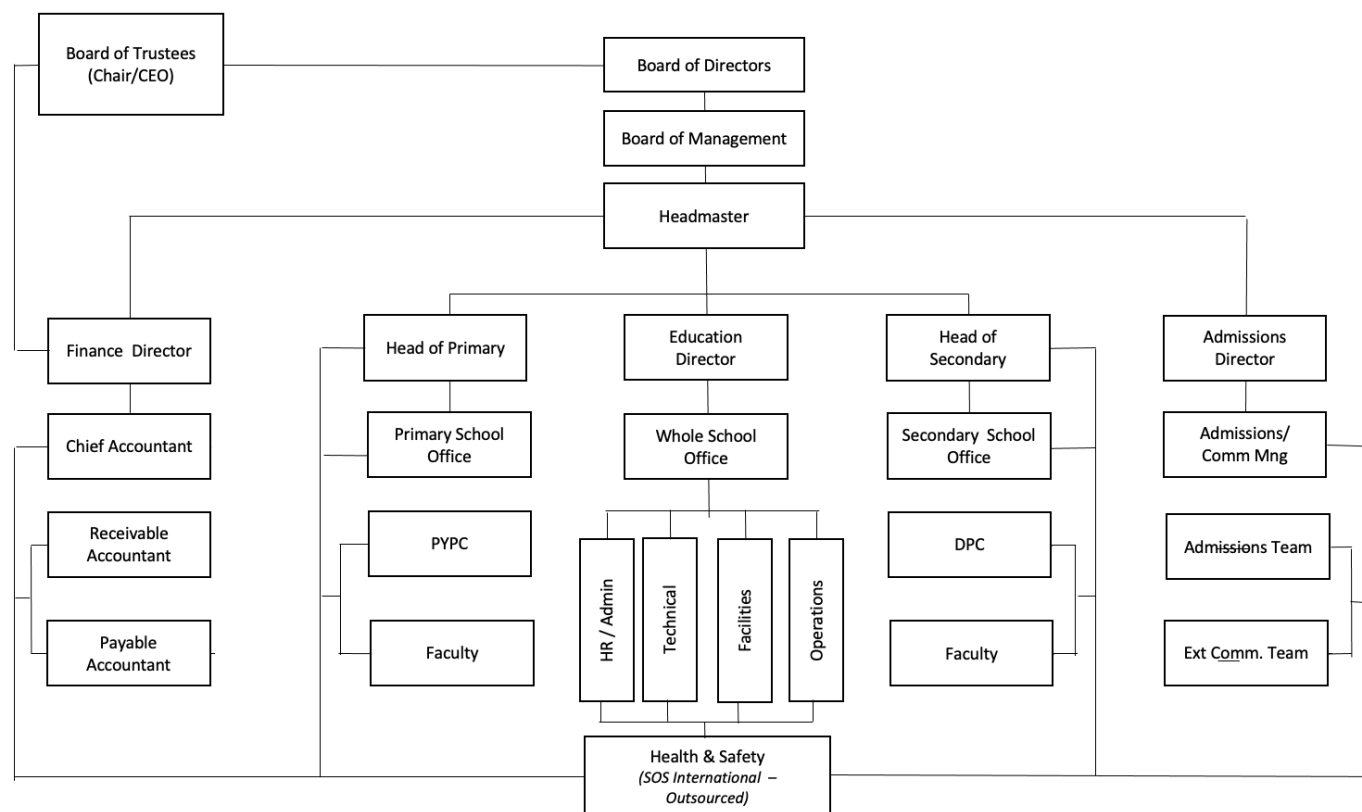 Board of Trustees
(Chair/CEO)
Board of Directors
Board of Management
Headmaster
Finance Director
Head of Primary
Education
Director
Head of
Secondary
Admissions
Director
Chief Accountant
Primary School
Office
Whole School
Office
Secondary School
Office
Admissions/
Comm Mng
Receivable
Accountant
PYPC
HR / Admin
Technical
Facilities
Operations
DPC
Admissions Team
Payable
Accountant
Faculty
Faculty
Ext Comm. Team
Health & Safety
(SOS International –
Outsourced)